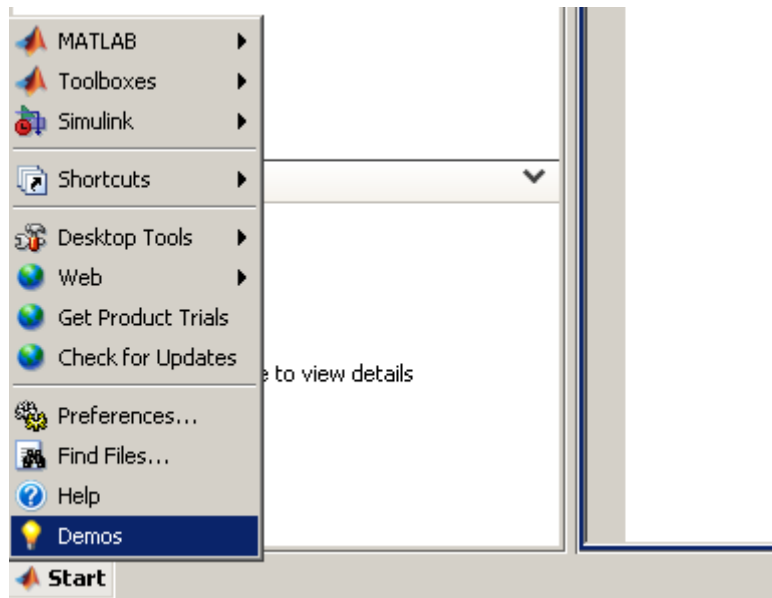 MATLAB
Toolboxes
Simulink
Shortcuts
Desktop Tools
Web
Get Product Trials
Check for Updates
e to view details
Preferences...
Find Files...
Help
Demos
Start